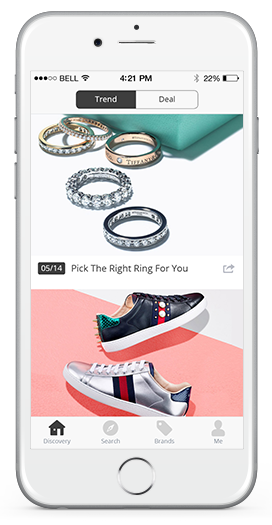 BELL 4:21 PM 22%
Trend Deal
TIFFANY
05/14 Pick The Right Ring For You
Discovery Search Brands Me